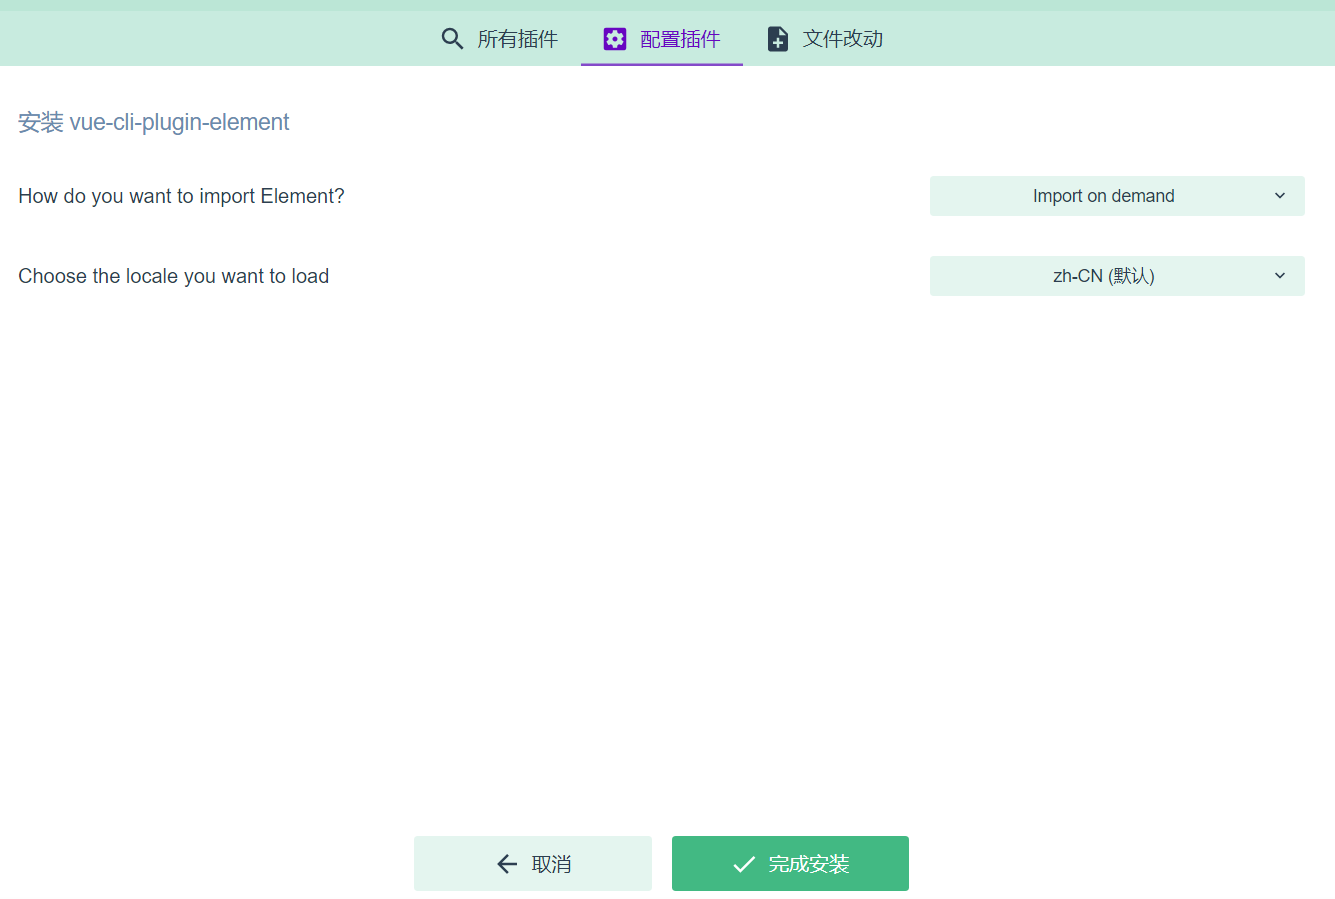 所有插件 配置插件 文件改动
安装 vue-cli-plugin-element
How do you want to import Element? Import on demand
Choose the locale you want to load zh-CN (默认)
取消 完成安装